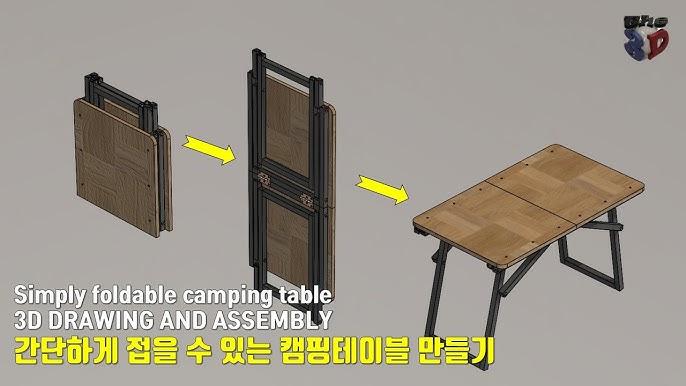 the
3D
Simply foldable camping table
3D DRAWING AND ASSEMBLY
간단하게 접을 수 있는 캠핑테이블 만들기